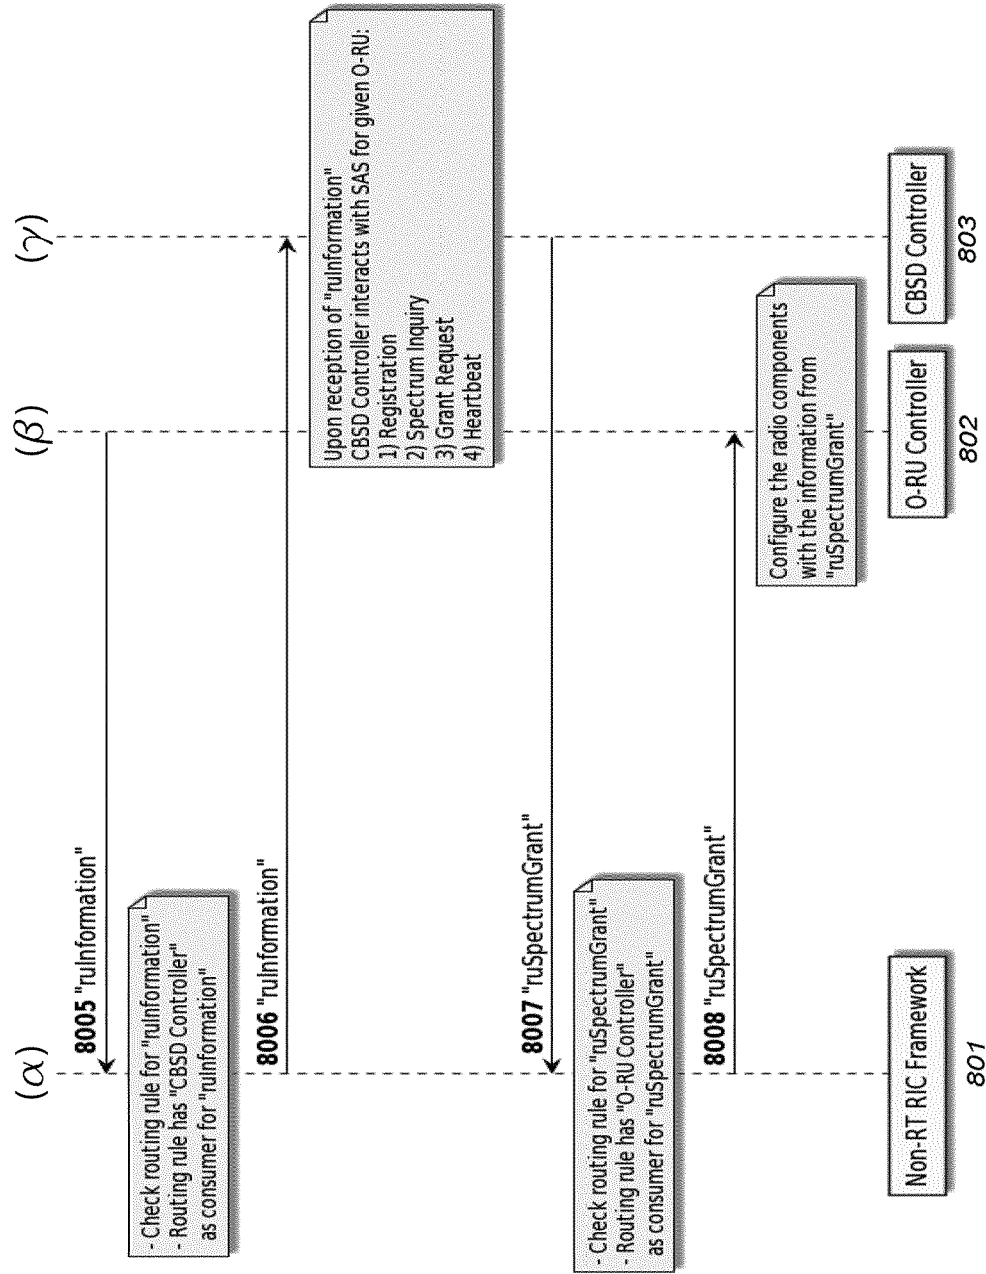 (α)
(β)
(γ)
8005 "ruInformation"
- Check routing rule for "ruInformation"
- Routing rule has "CBSD Controller"
as consumer for "ruInformation"
8006 "ruInformation"
Upon reception of "ruInformation"
CBSD Controller interacts with SAS for given O-RU:
1) Registration
2) Spectrum Inquiry
3) Grant Request
4) Heartbeat
8007 "ruSpectrumGrant"
- Check routing rule for "ruSpectrumGrant"
- Routing rule has "O-RU Controller"
as consumer for "ruSpectrumGrant"
8008 "ruSpectrumGrant"
Configure the radio components
with the information from
"ruSpectrumGrant"
Non-RT RIC Framework
O-RU Controller
CBSD Controller
801
802
803